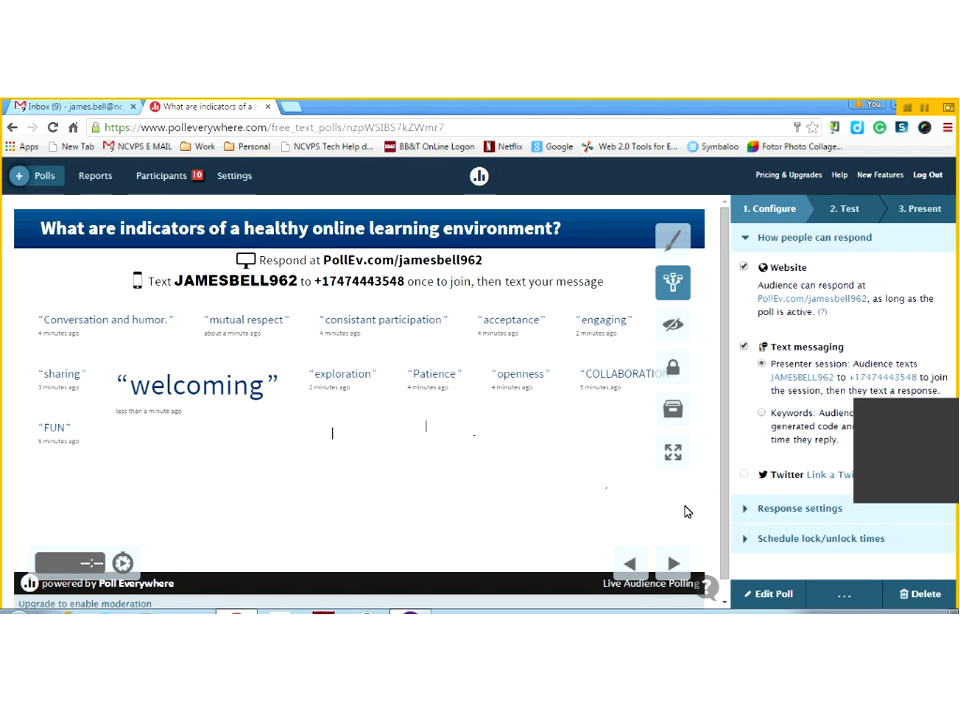 Inbox (9) - james.bell@nc
What are indicators of a h
You
https://www.polleverywhere.com/free_text_polls/nzpWSIBS7kZWmr7
Apps New Tab NCVPS E MAIL Work Personal NCVPS Tech Help d... BB&T OnLine Logon Netflix Google Web 2.0 Tools for E... Symbaloo Fotor Photo Collage...
Polls Reports Participants 10 Settings Pricing & Upgrades Help New Features Log Out
1. Configure 2. Test 3. Present
What are indicators of a healthy online learning environment?
Respond at PollEv.com/jamesbell962
Text JAMESBELL962 to +17474443548 once to join, then text your message
“Conversation and humor.” “mutual respect” “consistant participation” “acceptance” “engaging”
4 minutes ago about a minute ago 4 minutes ago 4 minutes ago 2 minutes ago
“sharing” “welcoming” “exploration” “Patience” “openness” “COLLABORATION
3 minutes ago less than a minute ago 2 minutes ago 4 minutes ago 4 minutes ago 5 minutes ago
“FUN”
6 minutes ago
--:--
powered by Poll Everywhere
Live Audience Polling
?
Upgrade to enable moderation
How people can respond
Website
Audience can respond at
PollEv.com/jamesbell962, as long as the
poll is active. (?)
Text messaging
Presenter session: Audience texts
JAMESBELL962 to +17474443548 to join
the session, then they text a response.
Keywords: Audienc
generated code and
time they reply.
Twitter Link a Twi
Response settings
Schedule lock/unlock times
Edit Poll ... Delete